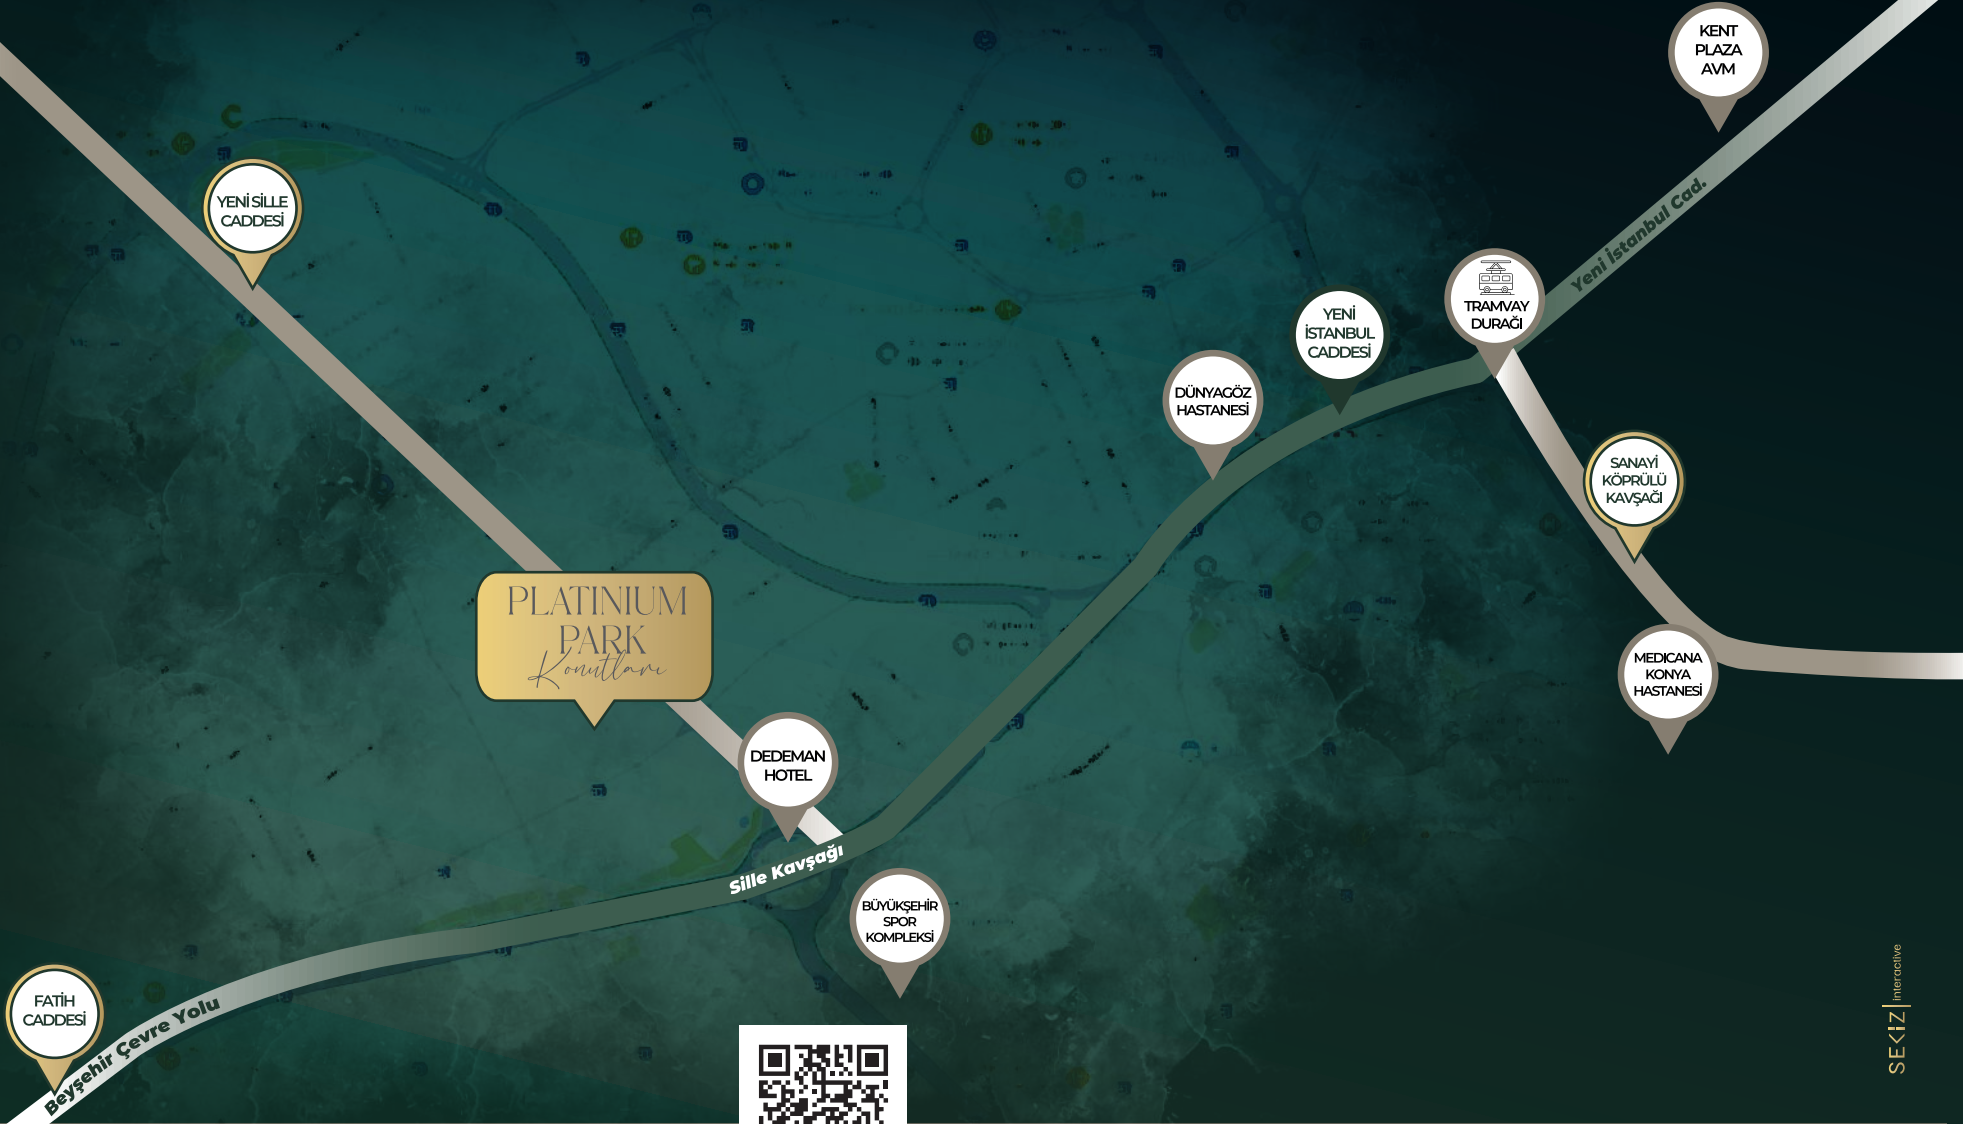 KENT
PLAZA
AVM
YENİ SİLLE
CADDESİ
Yeni İstanbul Cad.
TRAMVAY
DURAĞI
YENİ
İSTANBUL
CADDESİ
DÜNYAGÖZ
HASTANESİ
SANAYİ
KÖPRÜLÜ
KAVŞAĞI
PLATINIUM
PARK
Konutları
MEDICANA
KONYA
HASTANESİ
DEDEMAN
HOTEL
Sille Kavşağı
BÜYÜKŞEHİR
SPOR
KOMPLEKSİ
FATİH
CADDESİ
Beyşehir Çevre Yolu
SEKİZ interactive